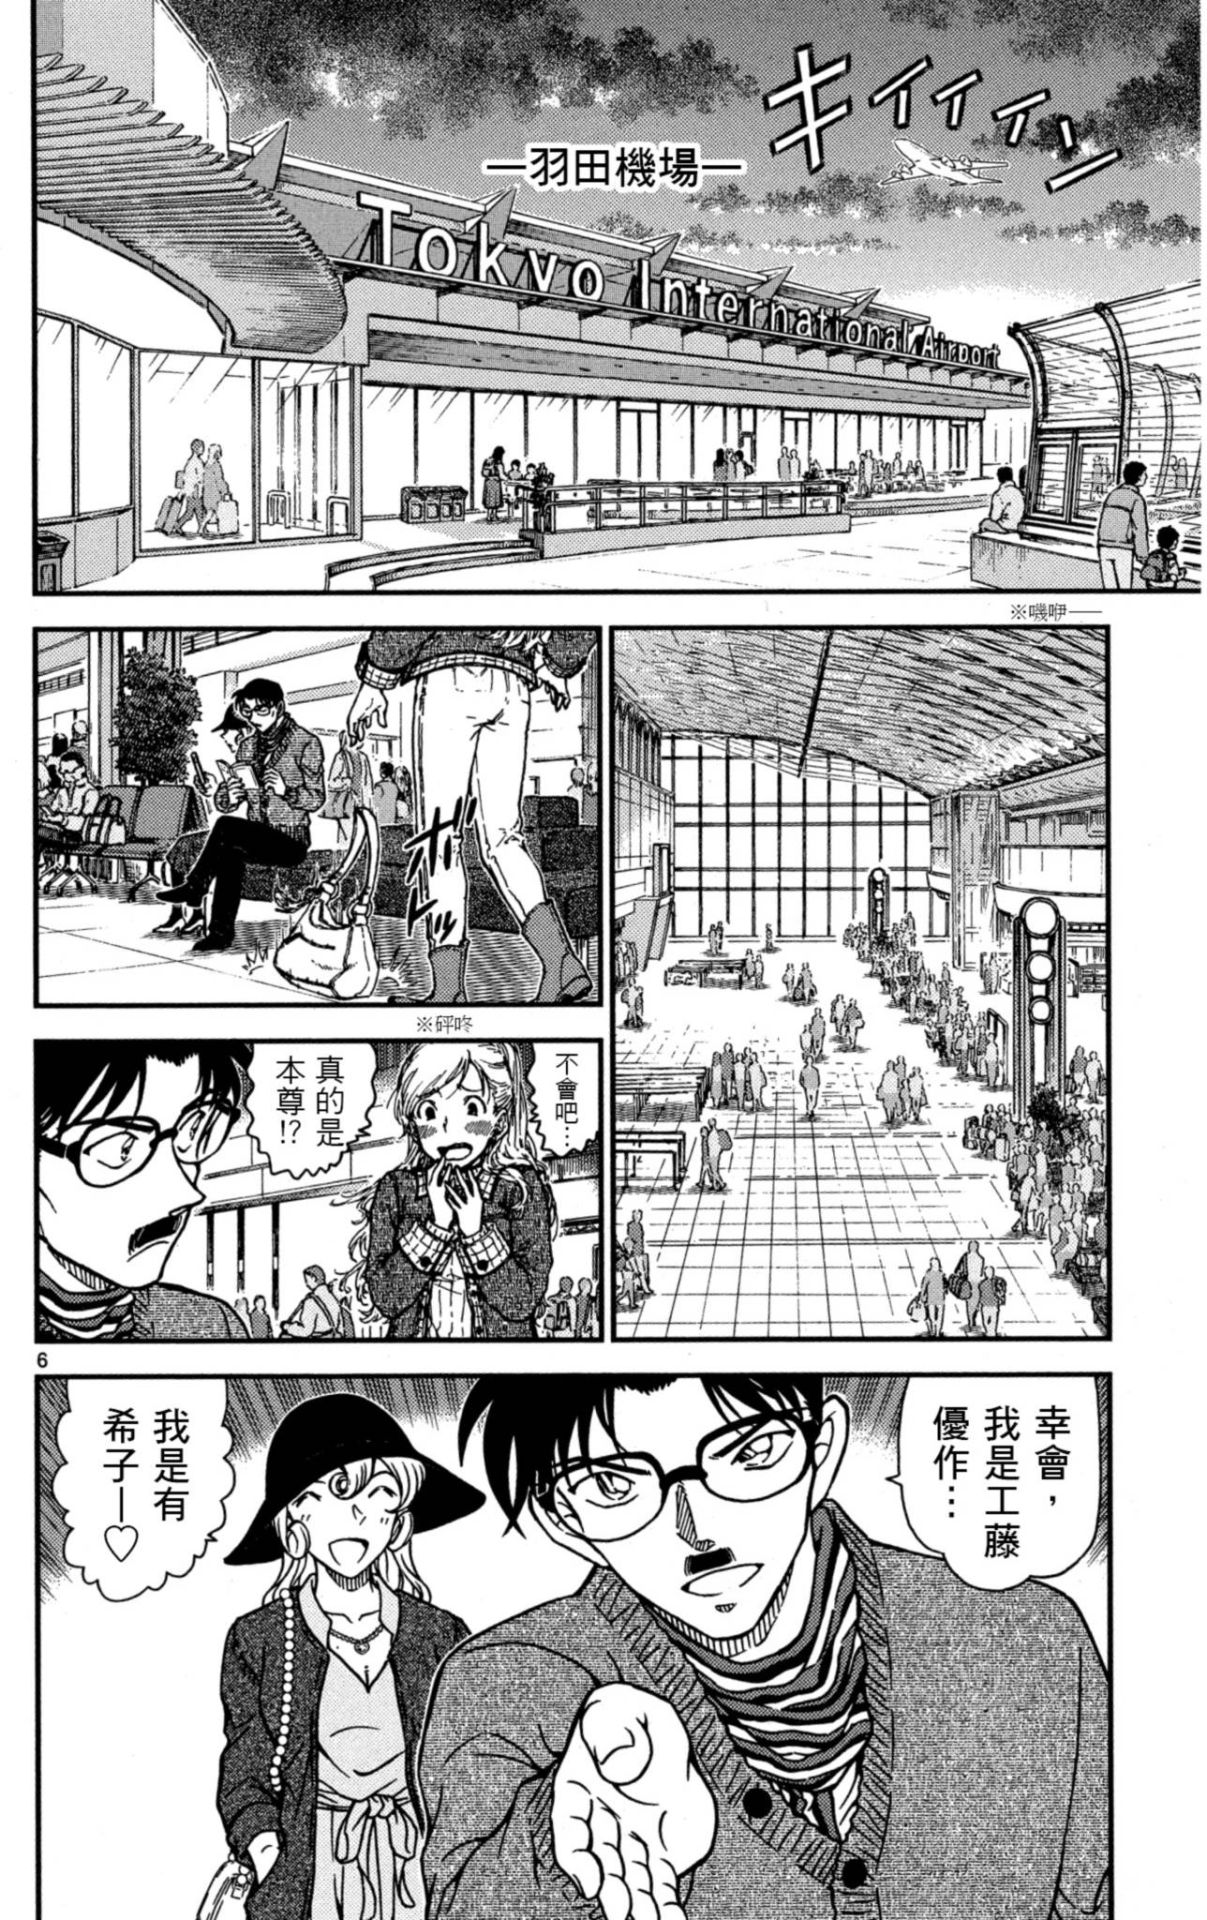 キイイイン
—羽田機場—
Tokyo International Airport
※嘰咿——
ドサ
※砰咚
不會吧…
真的是
本尊!?
6
幸會，
我是工藤
優作…
我是有
希子—♡